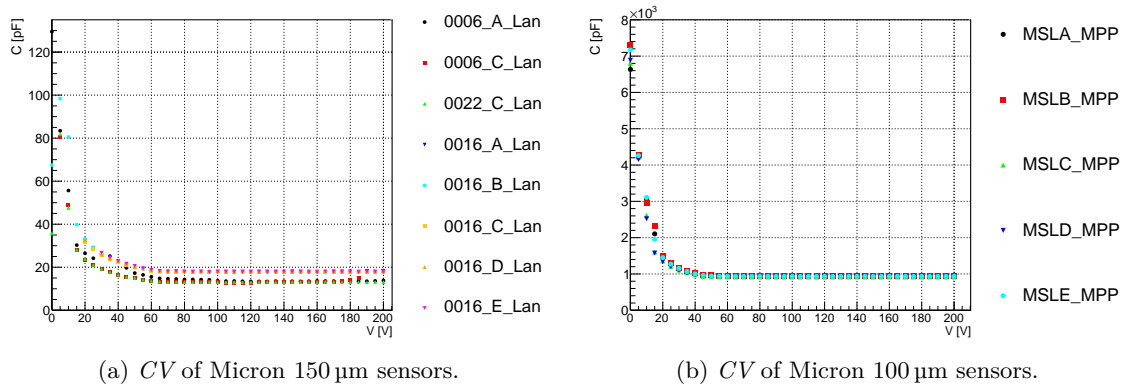 C [pF]
120
100
80
60
40
20
0
0 20 40 60 80 100 120 140 160 180 200
V [V]
0006_A_Lan
0006_C_Lan
0022_C_Lan
0016_A_Lan
0016_B_Lan
0016_C_Lan
0016_D_Lan
0016_E_Lan
(a) CV of Micron 150 µm sensors.
×10³
C [pF]
8
7
6
5
4
3
2
1
0
0 20 40 60 80 100 120 140 160 180 200
V [V]
MSLA_MPP
MSLB_MPP
MSLC_MPP
MSLD_MPP
MSLE_MPP
(b) CV of Micron 100 µm sensors.